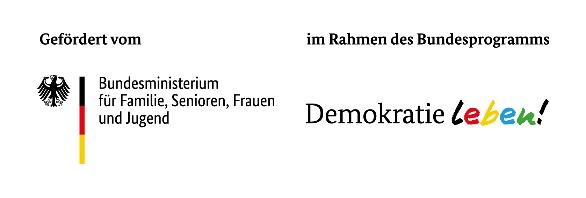 Gefördert vom
Bundesministerium
für Familie, Senioren, Frauen
und Jugend
im Rahmen des Bundesprogramms
Demokratie leben!